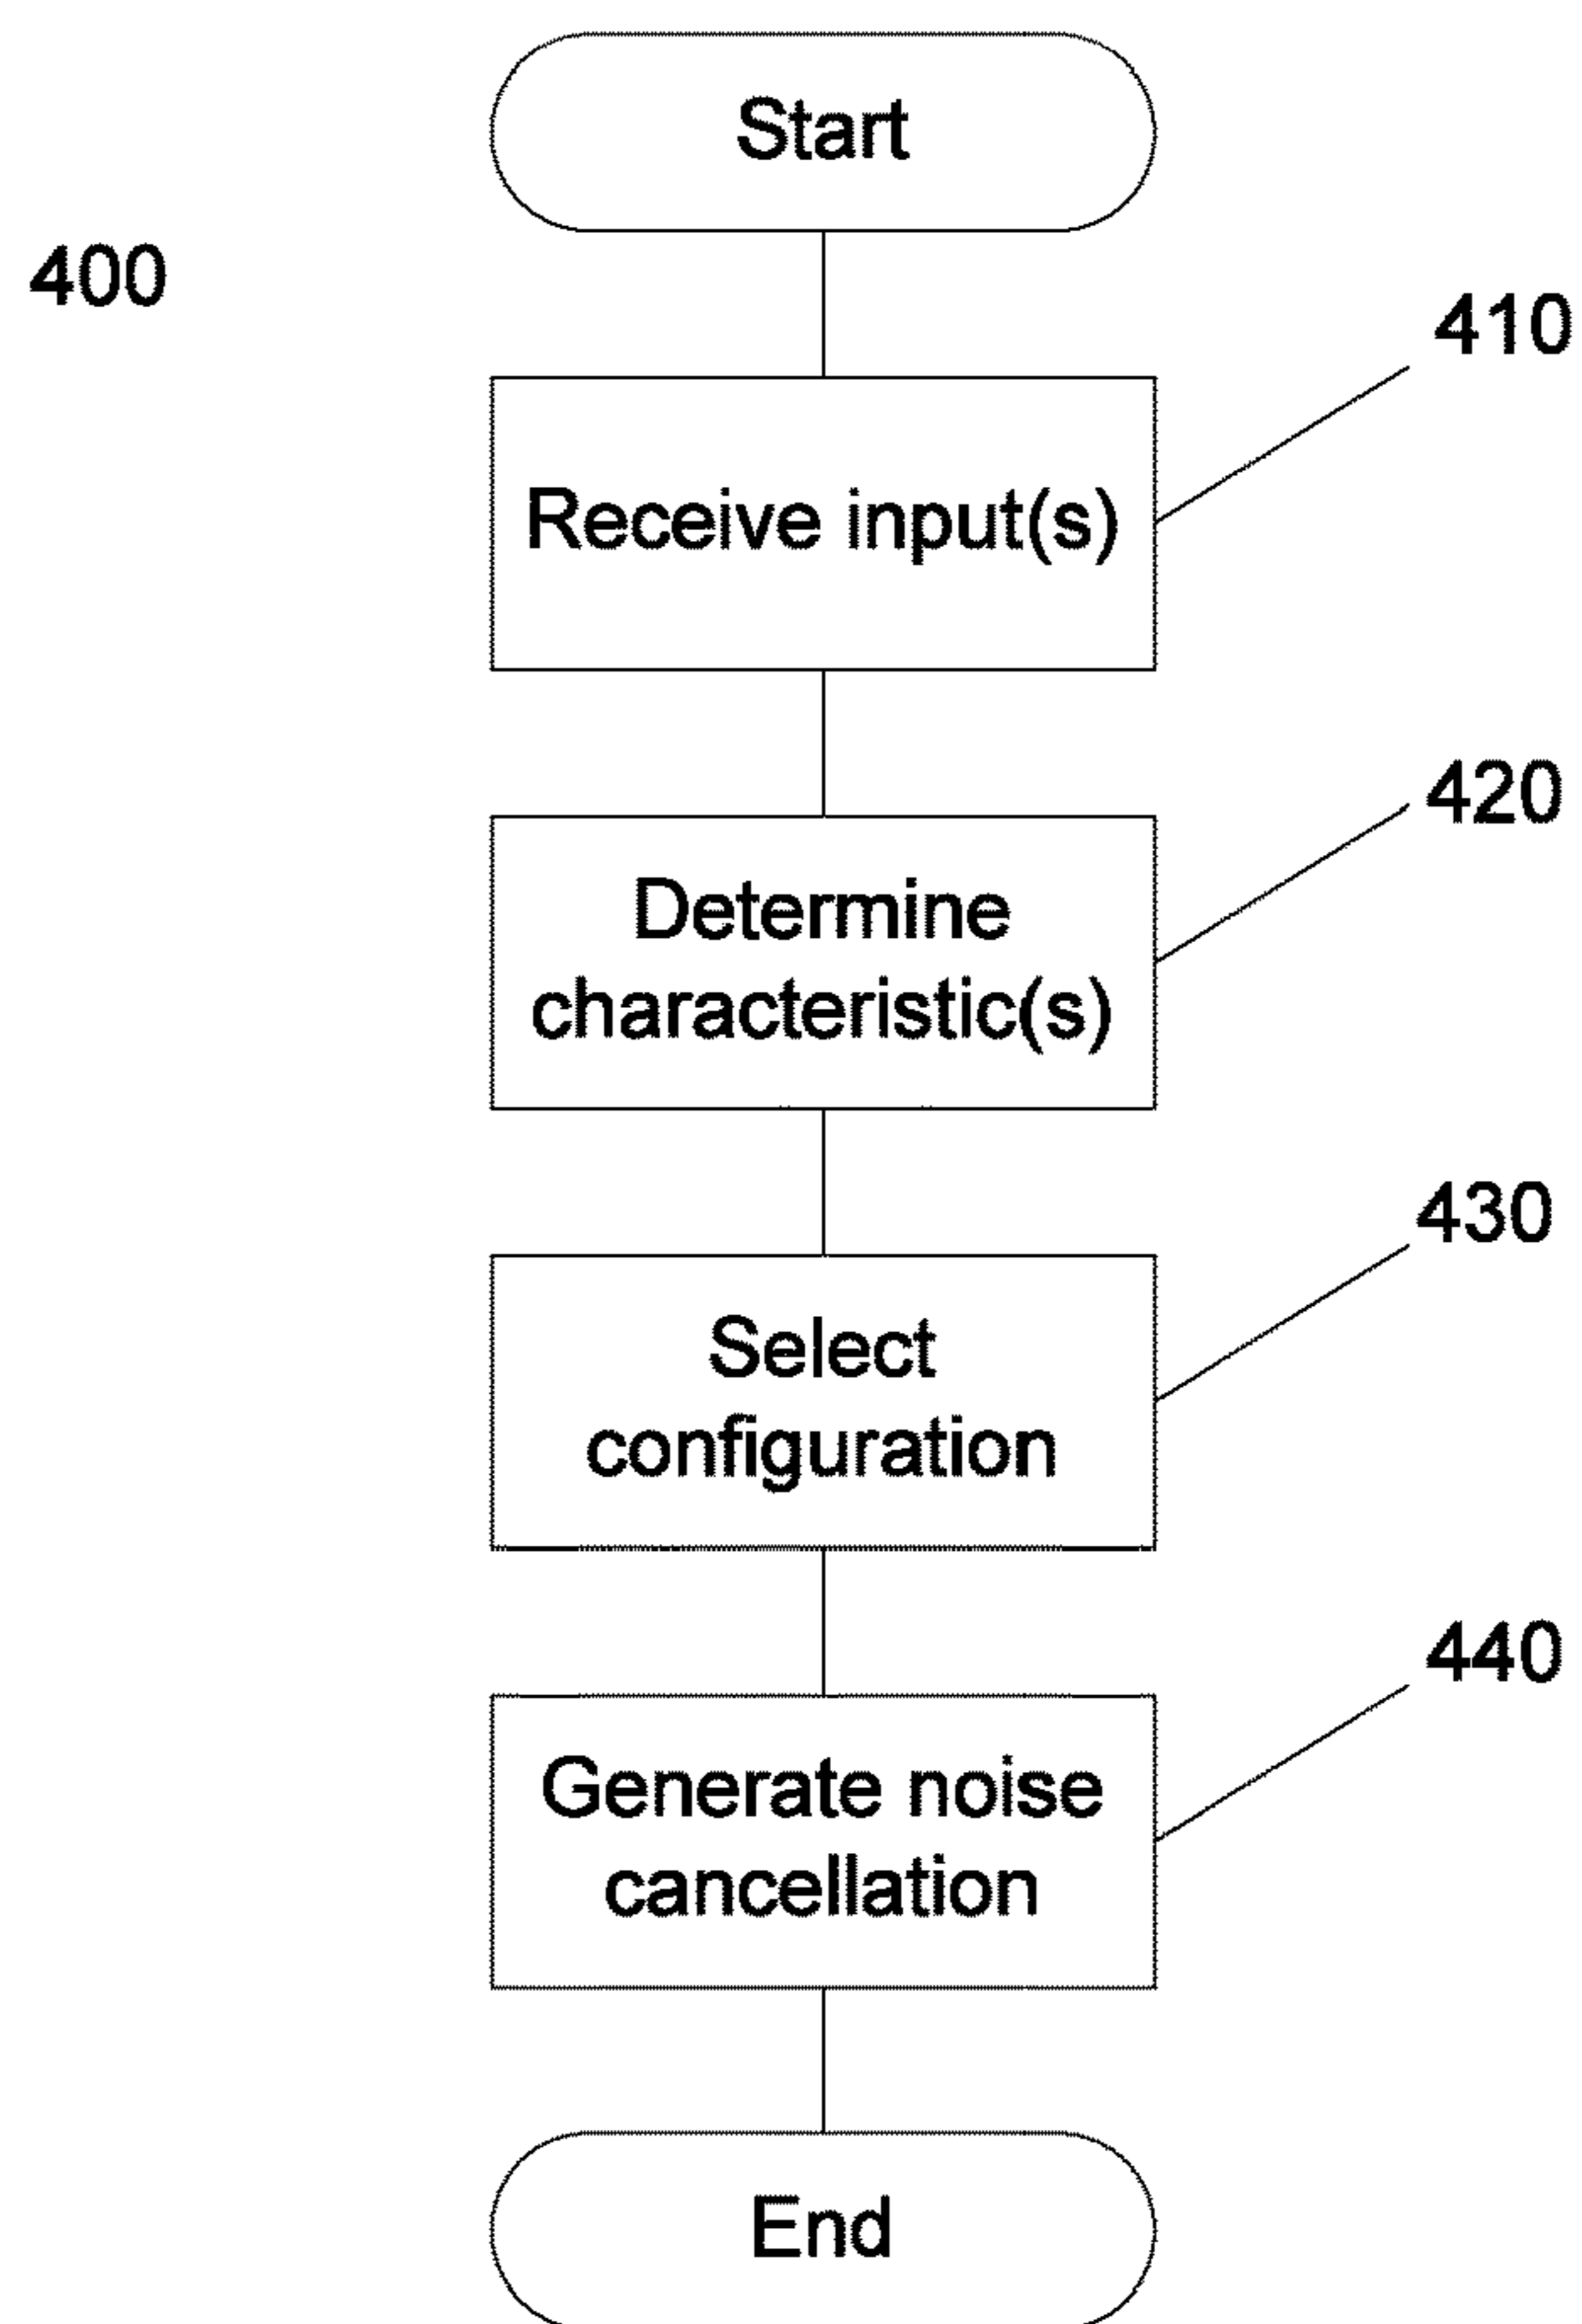 Start
400
410
Receive input(s)
420
Determine
characteristic(s)
430
Select
configuration
440
Generate noise
cancellation
End